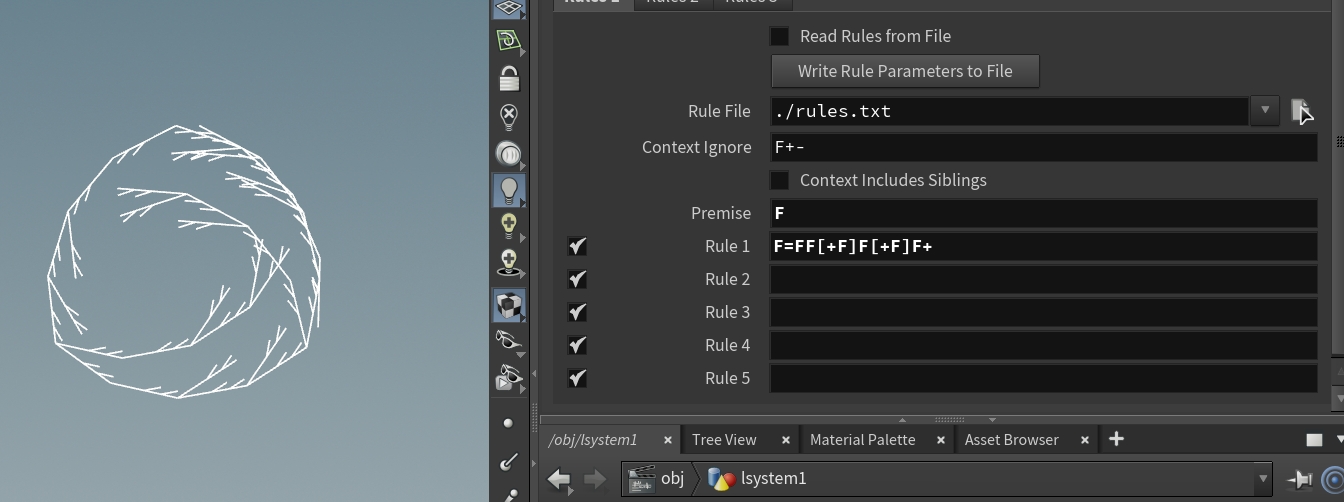 Rules 1 Rules 2 Rules 3
Read Rules from File
Write Rule Parameters to File
Rule File ./rules.txt
Context Ignore F+-
Context Includes Siblings
Premise F
Rule 1 F=FF[+F]F[+F]F+
Rule 2
Rule 3
Rule 4
Rule 5
/obj/lsystem1 × Tree View × Material Palette × Asset Browser ×
obj lsystem1